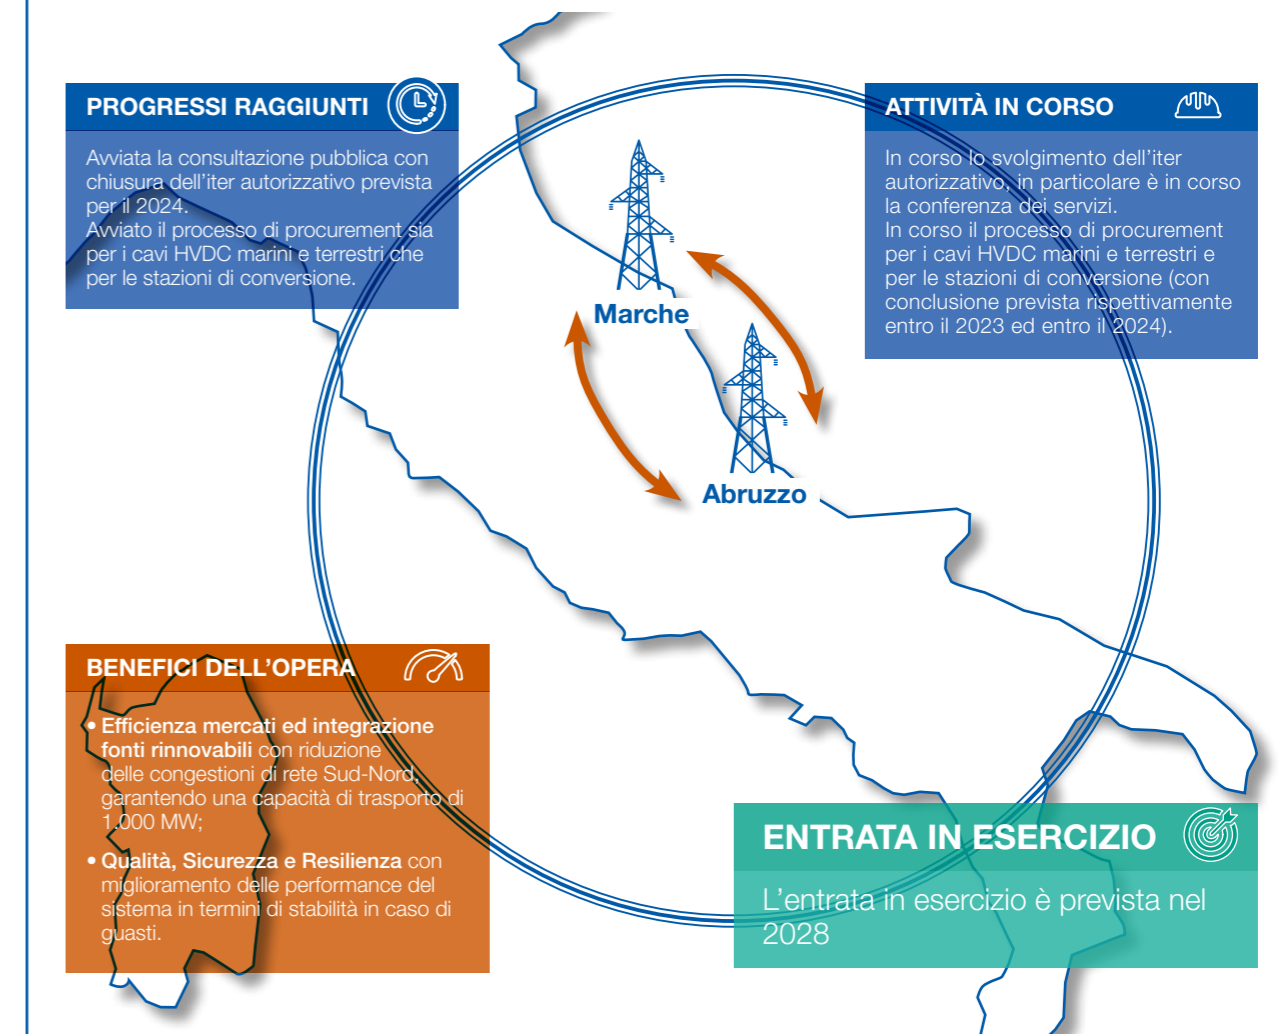 PROGRESSI RAGGIUNTI
Avviata la consultazione pubblica con
chiusura dell'iter autorizzativo prevista
per il 2024.
Avviato il processo di procurement sia
per i cavi HVDC marini e terrestri che
per le stazioni di conversione.
ATTIVITÀ IN CORSO
In corso lo svolgimento dell'iter
autorizzativo, in particolare è in corso
la conferenza dei servizi.
In corso il processo di procurement
per i cavi HVDC marini e terrestri e
per le stazioni di conversione (con
conclusione prevista rispettivamente
entro il 2023 ed entro il 2024).
Marche
Abruzzo
BENEFICI DELL'OPERA
• Efficienza mercati ed integrazione
fonti rinnovabili con riduzione
delle congestioni di rete Sud-Nord,
garantendo una capacità di trasporto di
1.000 MW;
• Qualità, Sicurezza e Resilienza con
miglioramento delle performance del
sistema in termini di stabilità in caso di
guasti.
ENTRATA IN ESERCIZIO
L'entrata in esercizio è prevista nel
2028